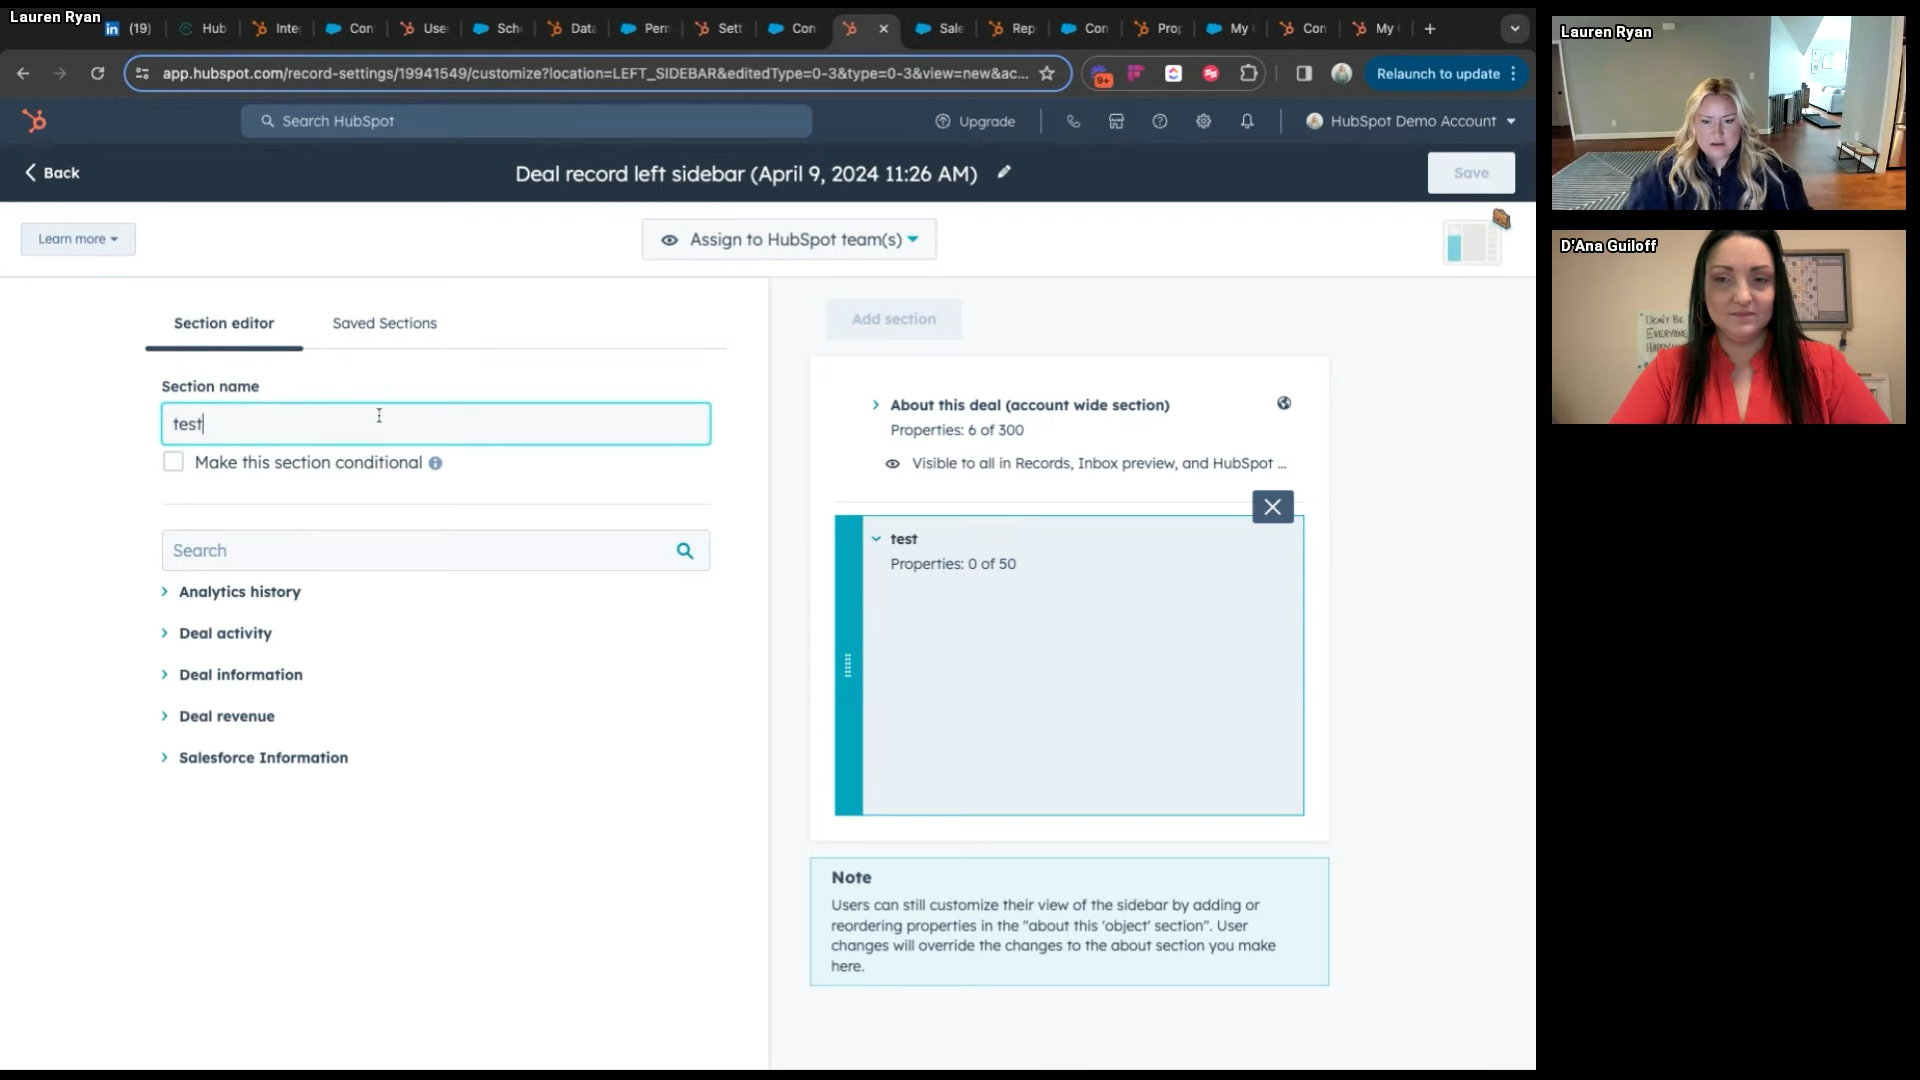 Lauren Ryan
(19)
Hub
Inte
Con
Use
Sch
Data
Perm
Sett
Con
Sale
Rep
Con
Prop
My
Con
My
app.hubspot.com/record-settings/19941549/customize?location=LEFT_SIDEBAR&editedType=0-3&type=0-3&view=new&ac...
9+
Relaunch to update
Search HubSpot
Upgrade
HubSpot Demo Account
Back
Deal record left sidebar (April 9, 2024 11:26 AM)
Save
Learn more
Assign to HubSpot team(s)
Section editor
Saved Sections
Add section
Section name
test
Make this section conditional
Search
Analytics history
Deal activity
Deal information
Deal revenue
Salesforce Information
About this deal (account wide section)
Properties: 6 of 300
Visible to all in Records, Inbox preview, and HubSpot ...
test
Properties: 0 of 50
Note
Users can still customize their view of the sidebar by adding or
reordering properties in the "about this 'object' section". User
changes will override the changes to the about section you make
here.
Lauren Ryan
D'Ana Guiloff
DON'T BE
EVERYONE